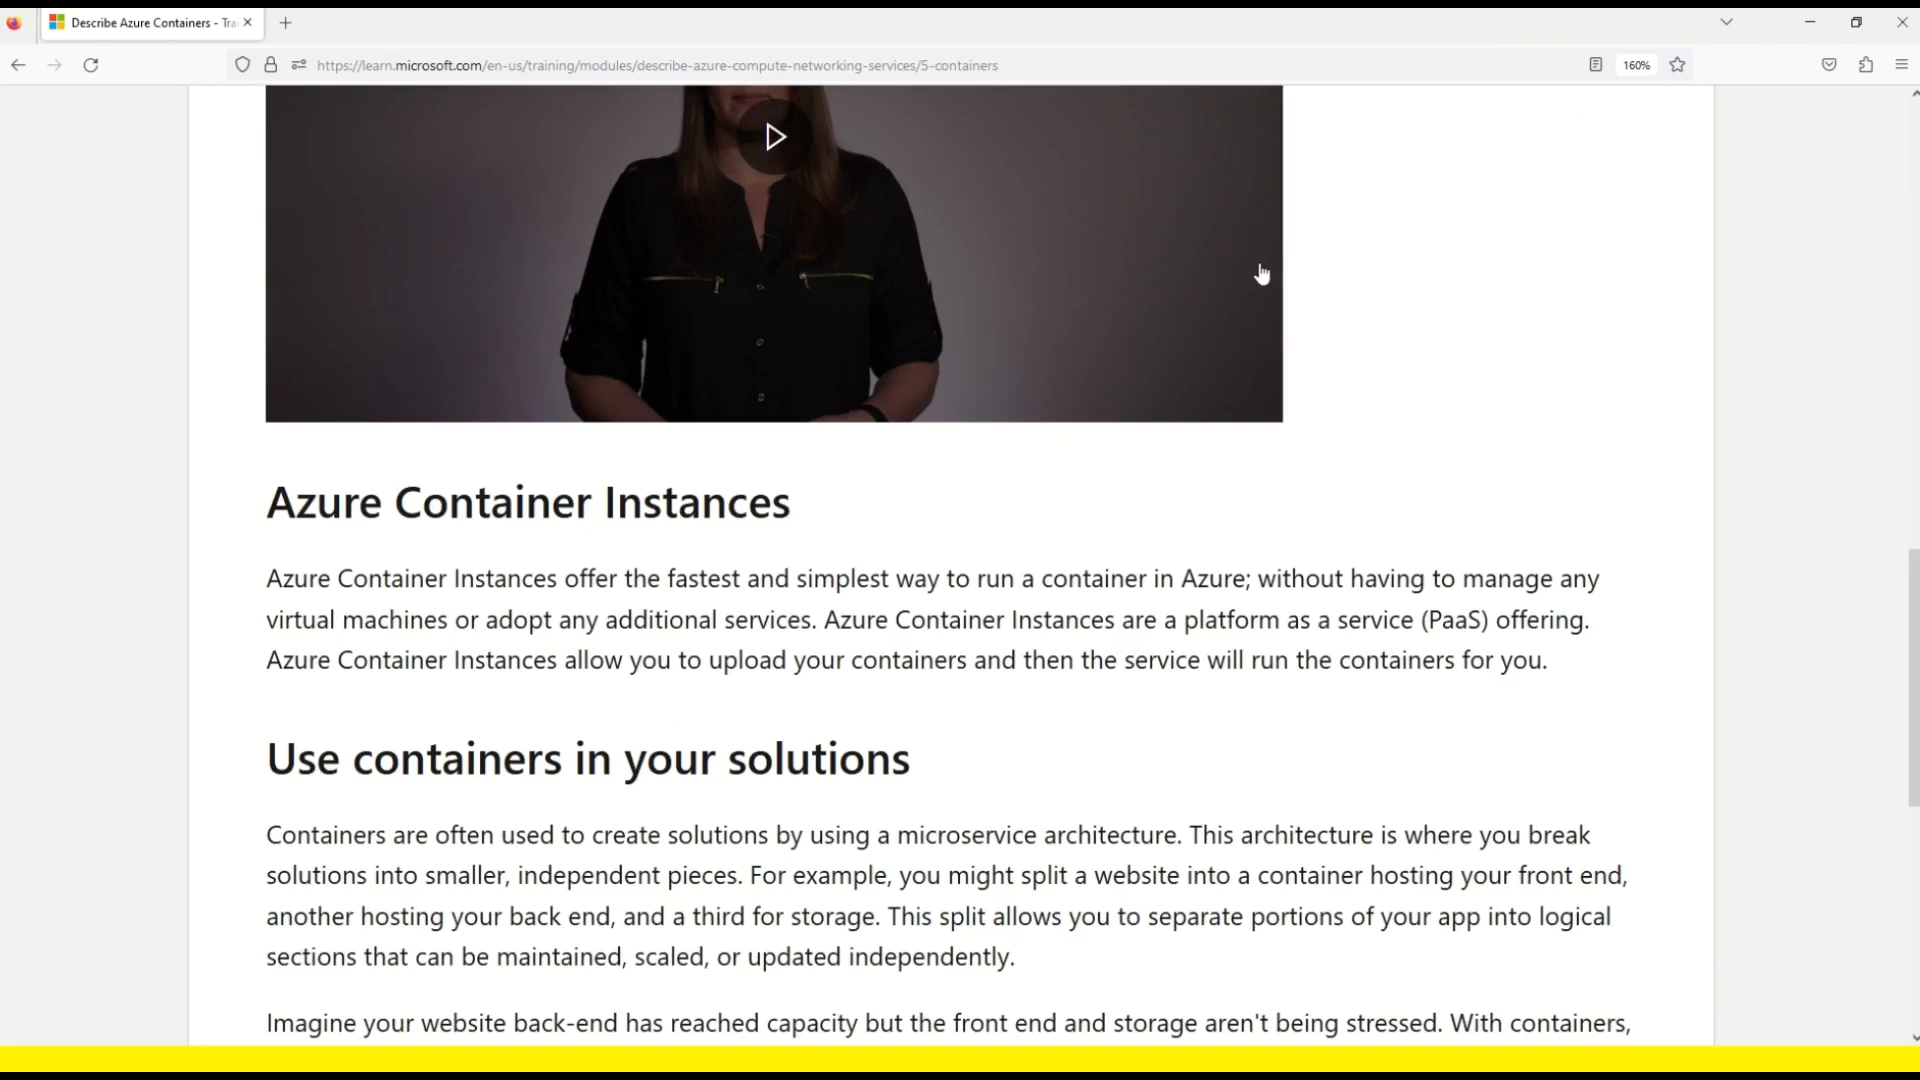 Describe Azure Containers - Tra
https://learn.microsoft.com/en-us/training/modules/describe-azure-compute-networking-services/5-containers
160%
Azure Container Instances
Azure Container Instances offer the fastest and simplest way to run a container in Azure; without having to manage any
virtual machines or adopt any additional services. Azure Container Instances are a platform as a service (PaaS) offering.
Azure Container Instances allow you to upload your containers and then the service will run the containers for you.
Use containers in your solutions
Containers are often used to create solutions by using a microservice architecture. This architecture is where you break
solutions into smaller, independent pieces. For example, you might split a website into a container hosting your front end,
another hosting your back end, and a third for storage. This split allows you to separate portions of your app into logical
sections that can be maintained, scaled, or updated independently.
Imagine your website back-end has reached capacity but the front end and storage aren't being stressed. With containers,